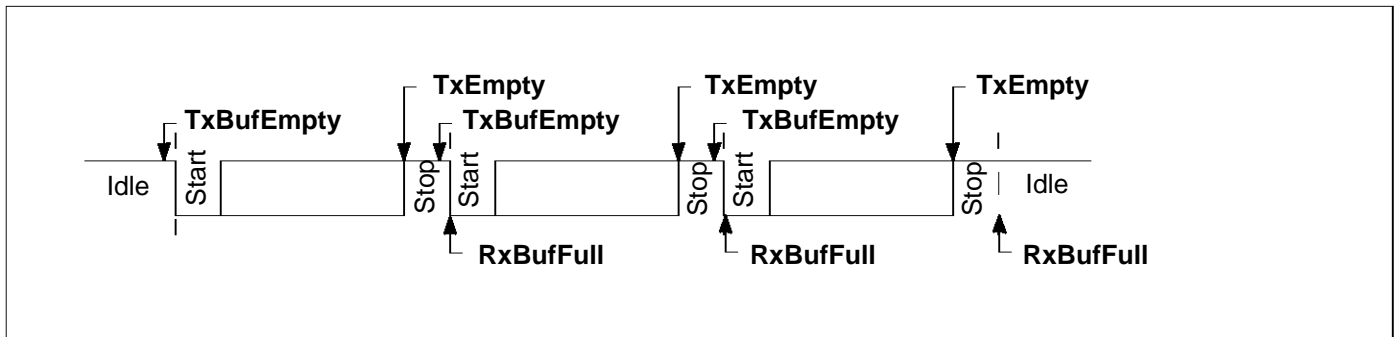 TxEmpty
TxEmpty
TxEmpty
TxBufEmpty
TxBufEmpty
TxBufEmpty
Idle
Start
Stop
Start
Stop
Start
Stop
Idle
RxBufFull
RxBufFull
RxBufFull